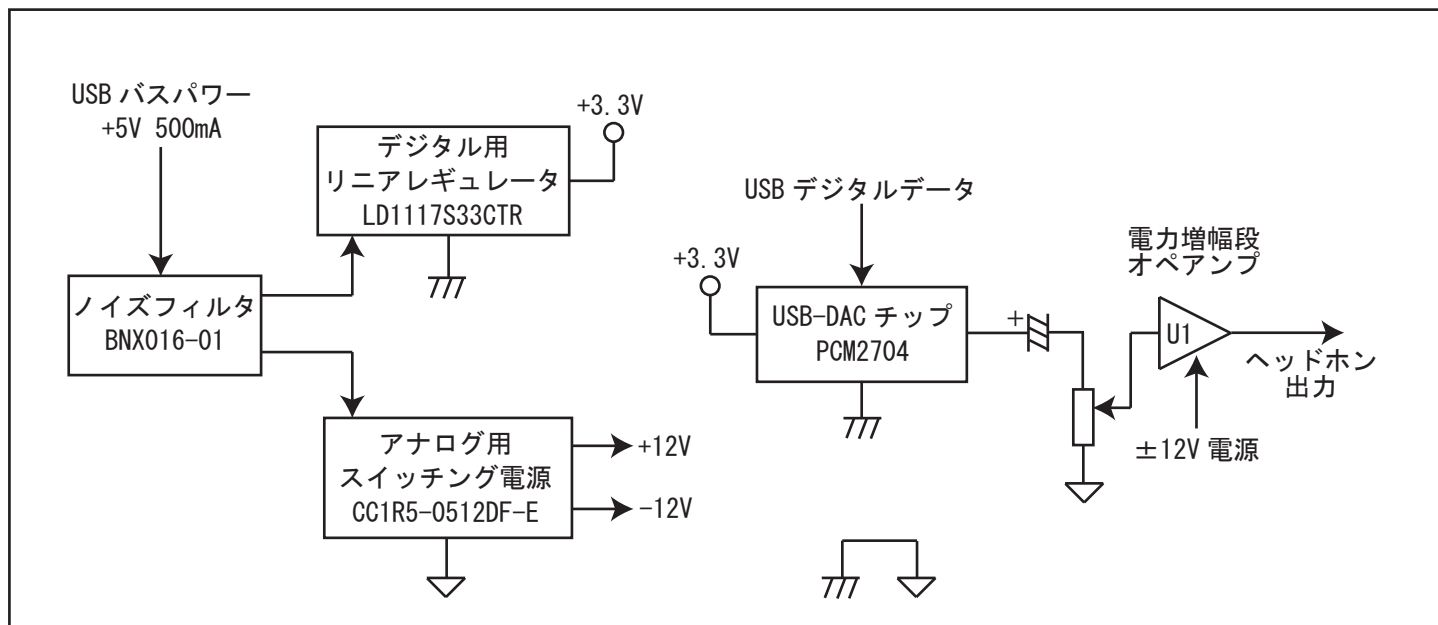 USB バスパワー
+5V 500mA
ノイズフィルタ
BNX016-01
デジタル用
リニアレギュレータ
LD1117S33CTR
+3.3V
アナログ用
スイッチング電源
CC1R5-0512DF-E
+12V
-12V
USB デジタルデータ
+3.3V
USB-DAC チップ
PCM2704
+
電力増幅段
オペアンプ
U1
±12V 電源
ヘッドホン
出力